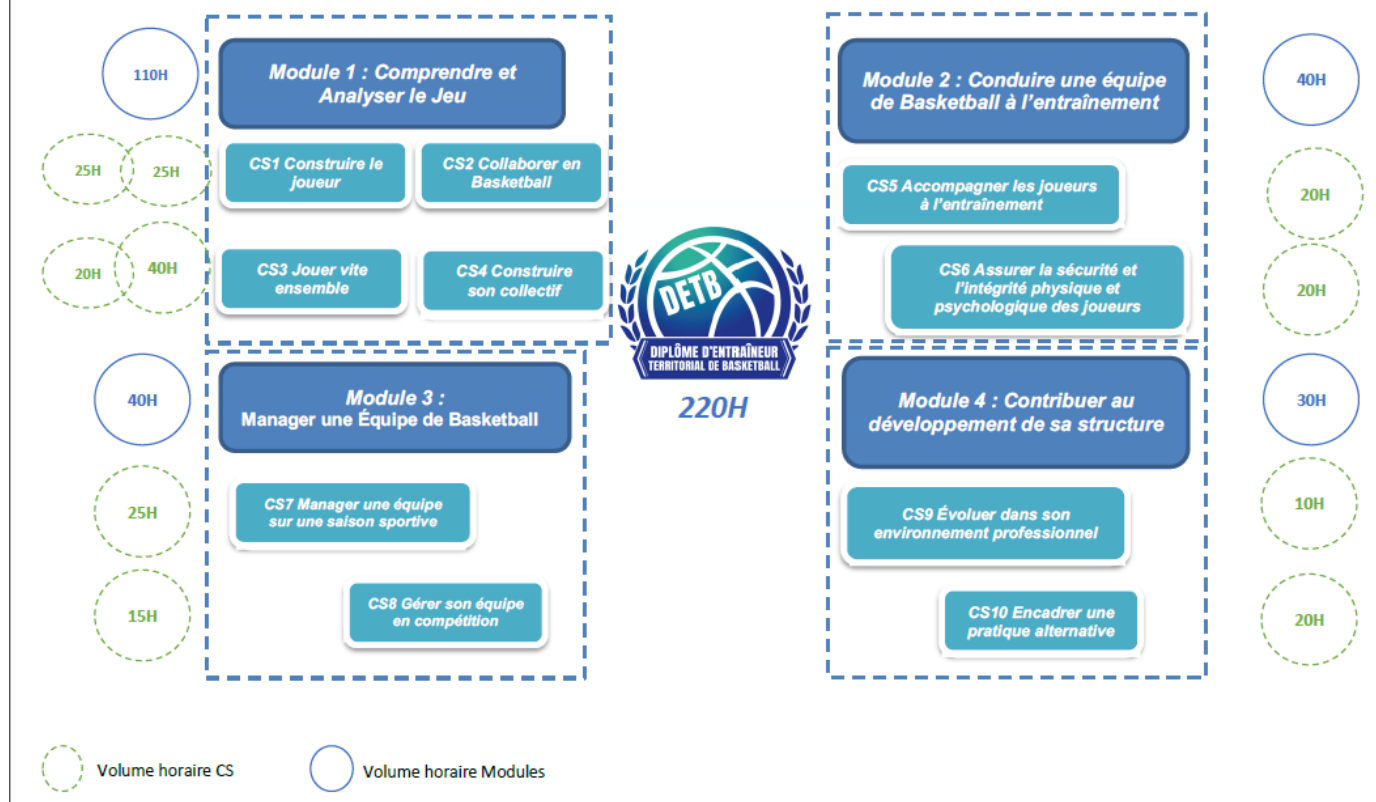 110H
Module 1 : Comprendre et
Analyser le Jeu
25H
25H
CS1 Construire le
joueur
CS2 Collaborer en
Basketball
20H
40H
CS3 Jouer vite
ensemble
CS4 Construire
son collectif
Module 2 : Conduire une équipe
de Basketball à l'entraînement
40H
CS5 Accompagner les joueurs
à l'entraînement
20H
CS6 Assurer la sécurité et
l'intégrité physique et
psychologique des joueurs
20H
DETB
DIPLÔME D'ENTRAÎNEUR
TERRITORIAL DE BASKETBALL
220H
40H
Module 3 :
Manager une Équipe de Basketball
25H
CS7 Manager une équipe
sur une saison sportive
15H
CS8 Gérer son équipe
en compétition
Module 4 : Contribuer au
développement de sa structure
30H
CS9 Évoluer dans son
environnement professionnel
10H
CS10 Encadrer une
pratique alternative
20H
Volume horaire CS
Volume horaire Modules